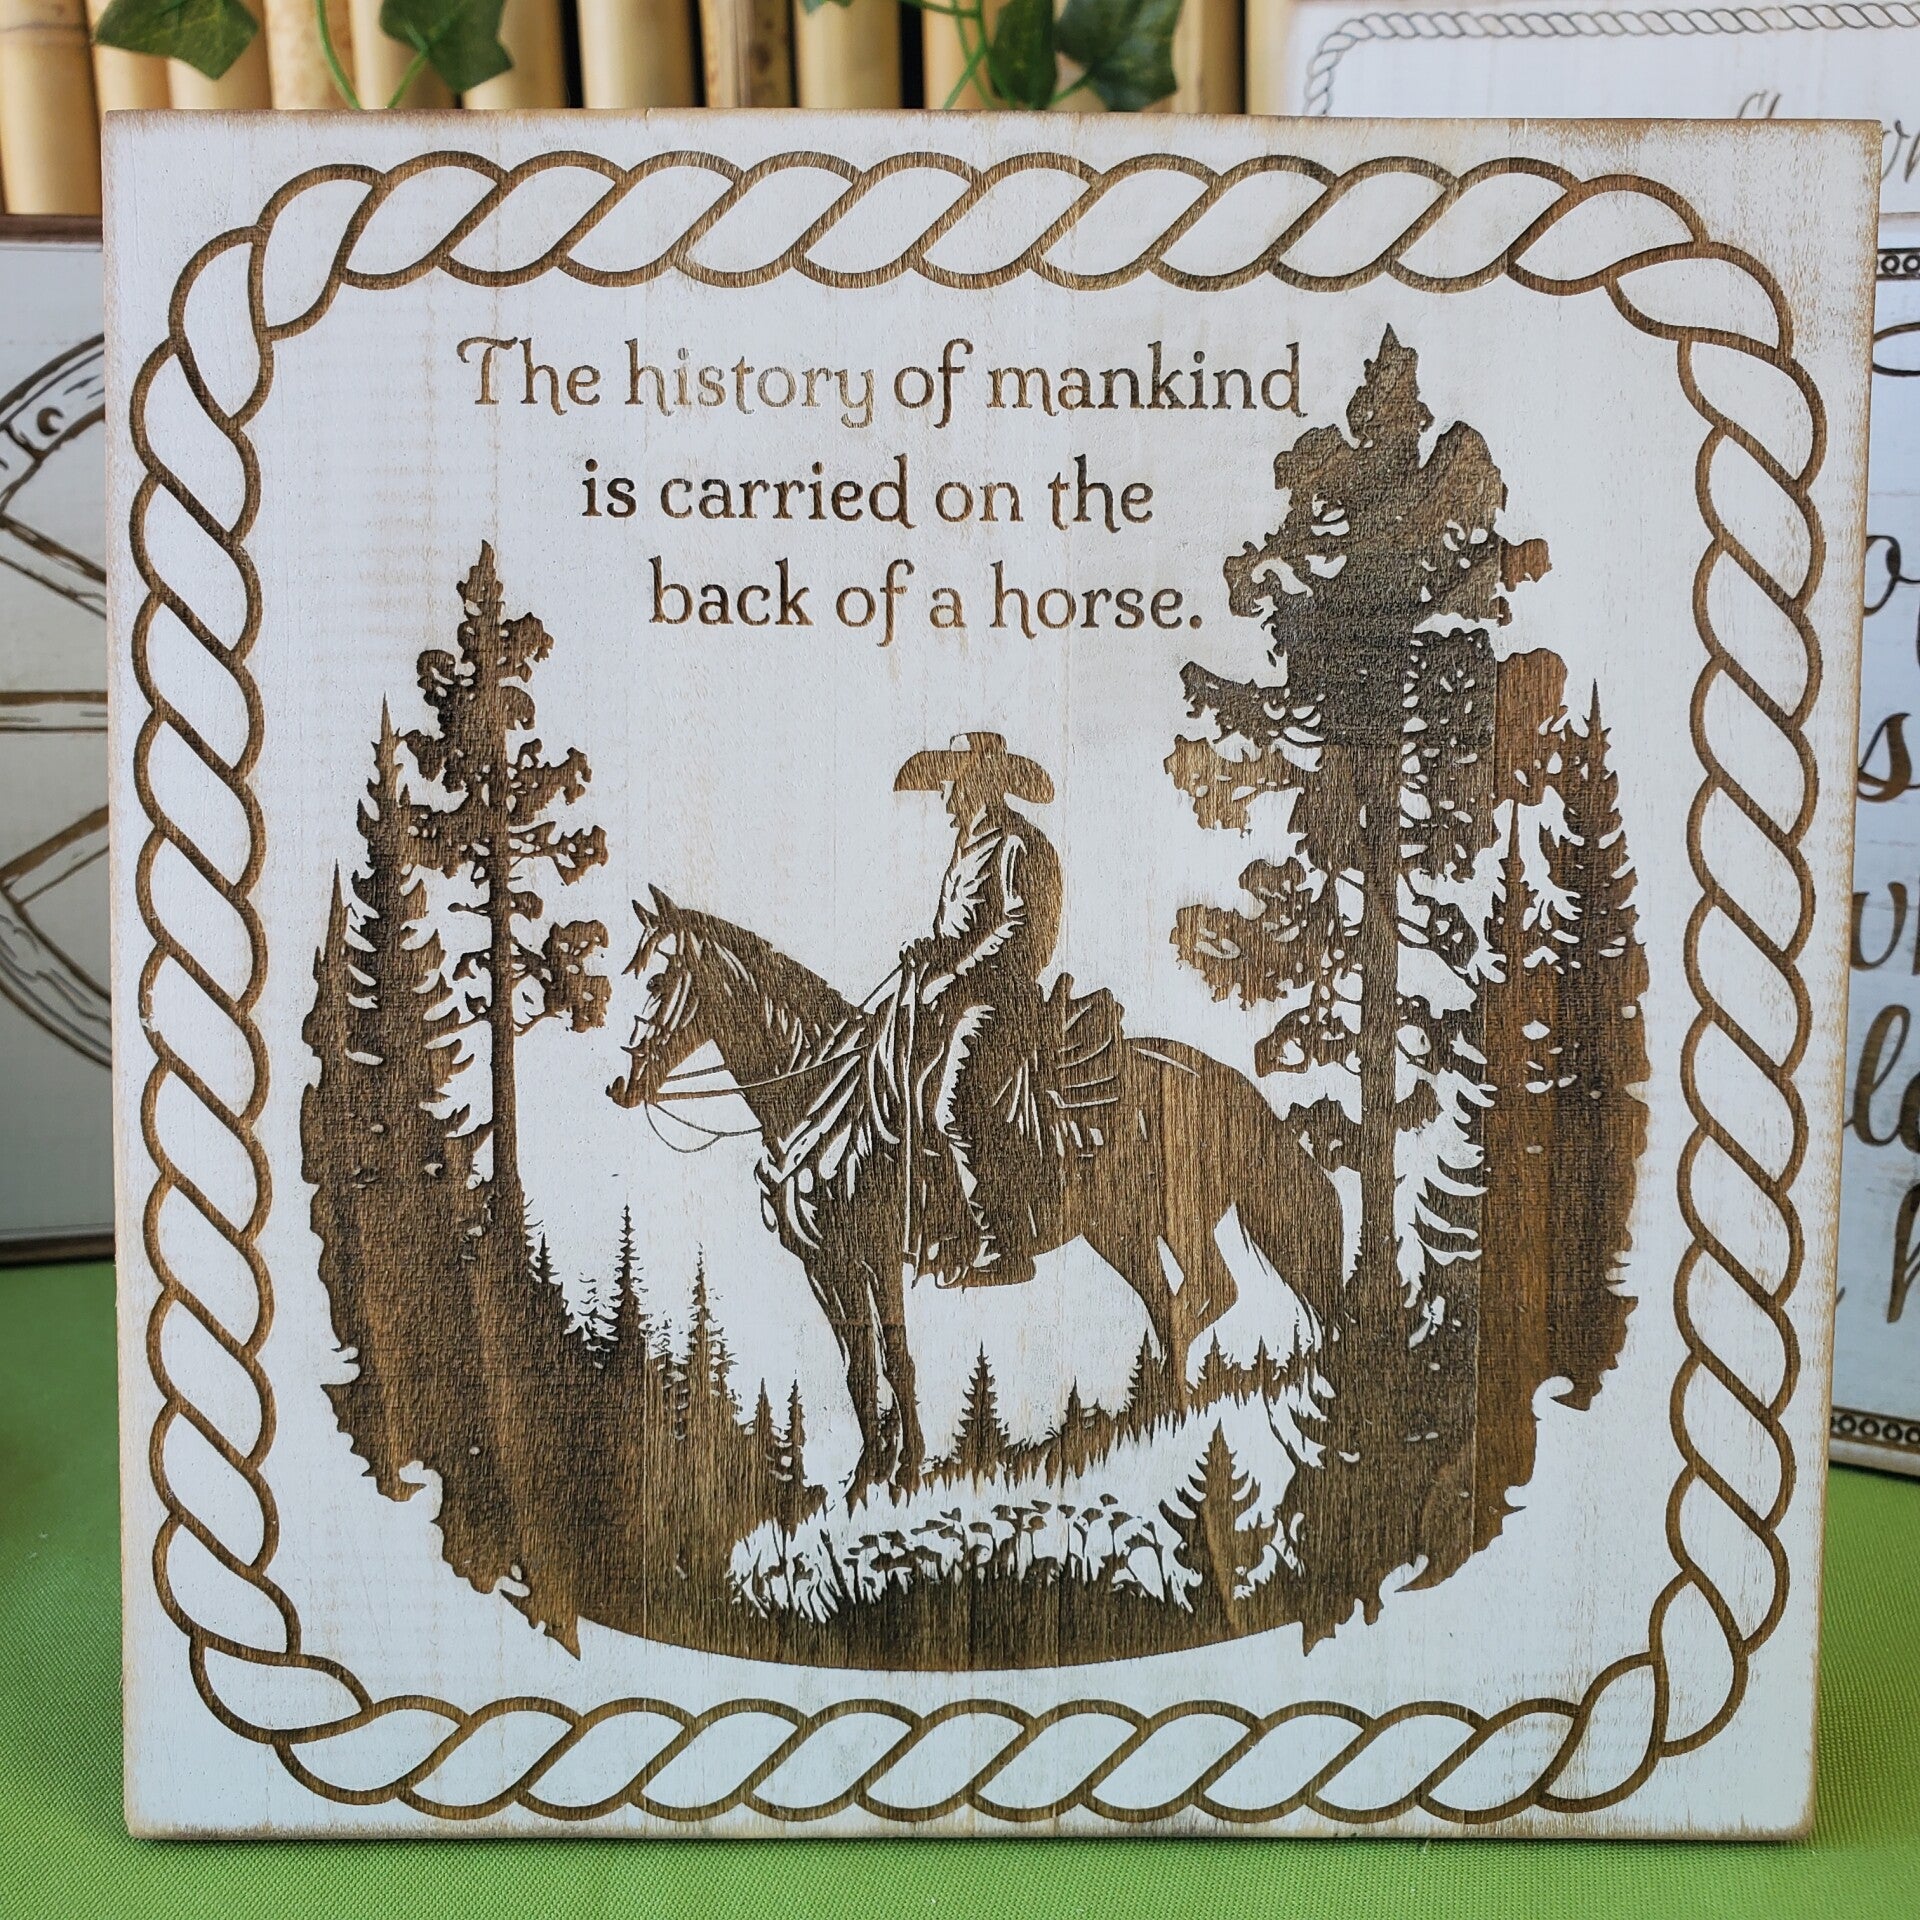 The history of mankind
is carried on the
back of a horse.